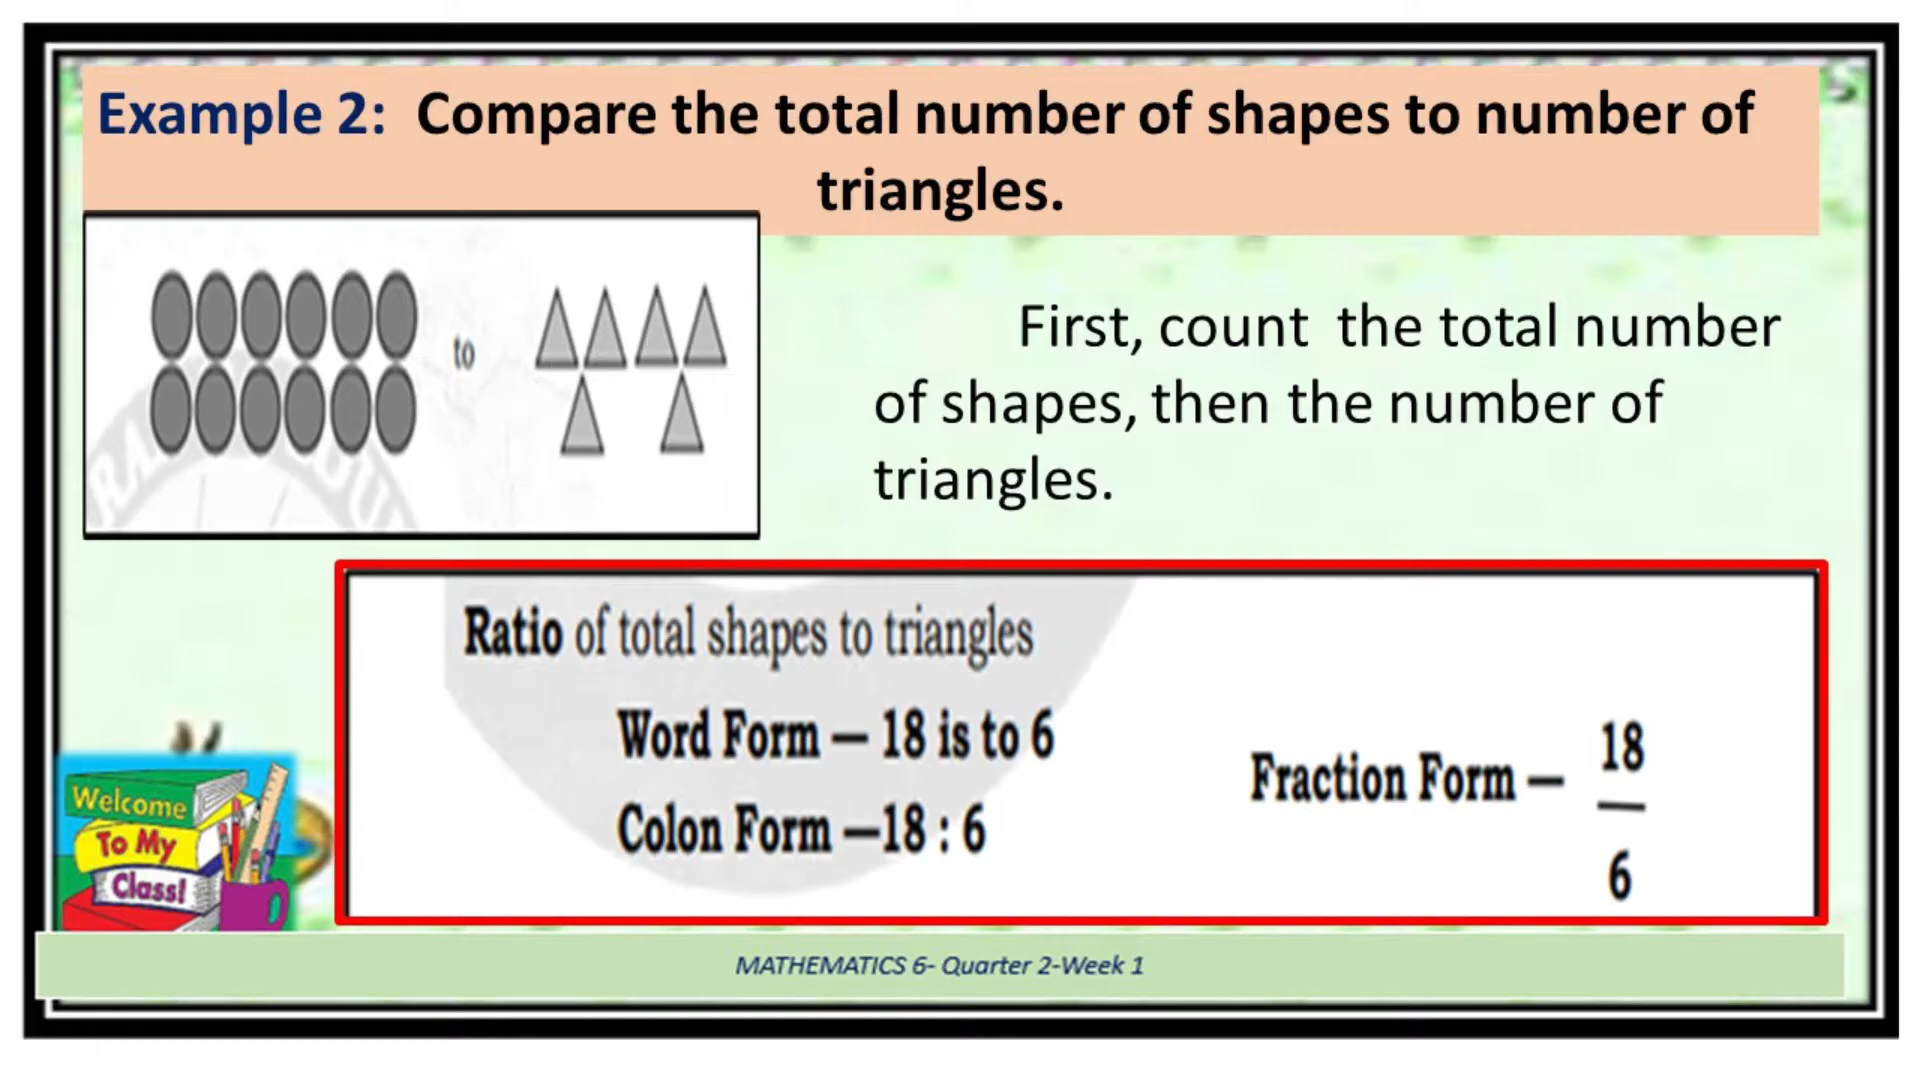 Example 2: Compare the total number of shapes to number of
triangles.
to
First, count the total number
of shapes, then the number of
triangles.
Ratio of total shapes to triangles
Word Form — 18 is to 6
Colon Form —18 : 6
Fraction Form — 18
6
Welcome
To My
Class!
MATHEMATICS 6- Quarter 2-Week 1